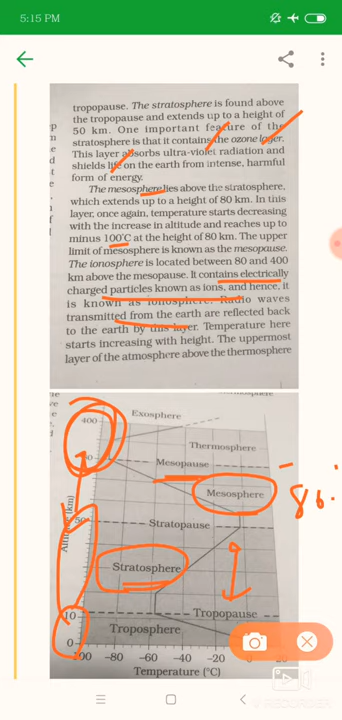 5:15 PM
tropopause. The stratosphere is found above
the tropopause and extends up to a height of
50 km. One important feature of the
stratosphere is that it contains the ozone layer.
This layer absorbs ultra-violet radiation and
shields life on the earth from intense, harmful
form of energy.
The mesosphere lies above the stratosphere,
which extends up to a height of 80 km. In this
layer, once again, temperature starts decreasing
with the increase in altitude and reaches up to
minus 100°C at the height of 80 km. The upper
limit of mesosphere is known as the mesopause.
The ionosphere is located between 80 and 400
km above the mesopause. It contains electrically
charged particles known as ions, and hence, it
is known as ionosphere. Radio waves
transmitted from the earth are reflected back
to the earth by this layer. Temperature here
starts increasing with height. The uppermost
layer of the atmosphere above the thermosphere
400
Exosphere
Thermosphere
Mesopause
Mesosphere
80.
50
Stratopause
Altitude (km)
Stratosphere
10
Tropopause
Troposphere
0
-80 -60 -40 -20
Temperature (°C)